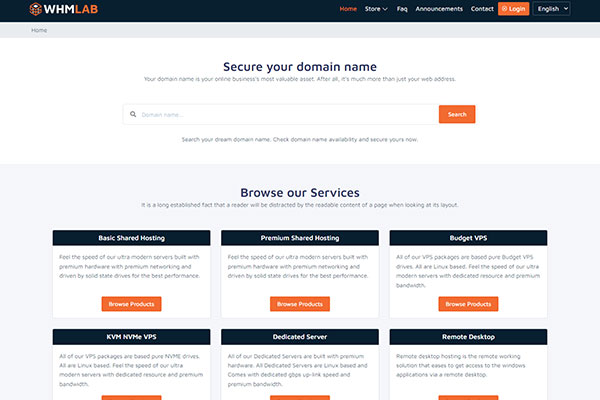 WHMLAB
Home Store Faq Announcements Contact Login English
Home
Secure your domain name
Your domain name is your online business's most valuable asset. After all, it's much more than just your web address.
Domain name... Search
Search your dream domain name. Check domain name availability and secure yours now.
Browse our Services
It is a long established fact that a reader will be distracted by the readable content of a page when looking at its layout.
Basic Shared Hosting
Feel the speed of our ultra modern servers built with
premium hardware with premium networking and
driven by solid state drives for the best performance.
Browse Products
Premium Shared Hosting
Feel the speed of our ultra modern servers built with
premium hardware with premium networking and
driven by solid state drives for the best performance.
Browse Products
Budget VPS
All of our VPS packages are based pure Budget VPS
drives. All are Linux based. Feel the speed of our ultra
modern servers with dedicated resource and premium
bandwidth.
Browse Products
KVM NVMe VPS
All of our VPS packages are based pure NVME drives.
All are Linux based. Feel the speed of our ultra
modern servers with dedicated resource and premium
bandwidth.
Dedicated Server
All of our Dedicated Servers are built with premium
hardware. All Dedicated Servers are Linux based and
Comes with dedicated gbps up-link speed and
premium bandwidth.
Remote Desktop
Remote desktop hosting is the remote working
solution that eases to get access to the windows
applications via a remote desktop.